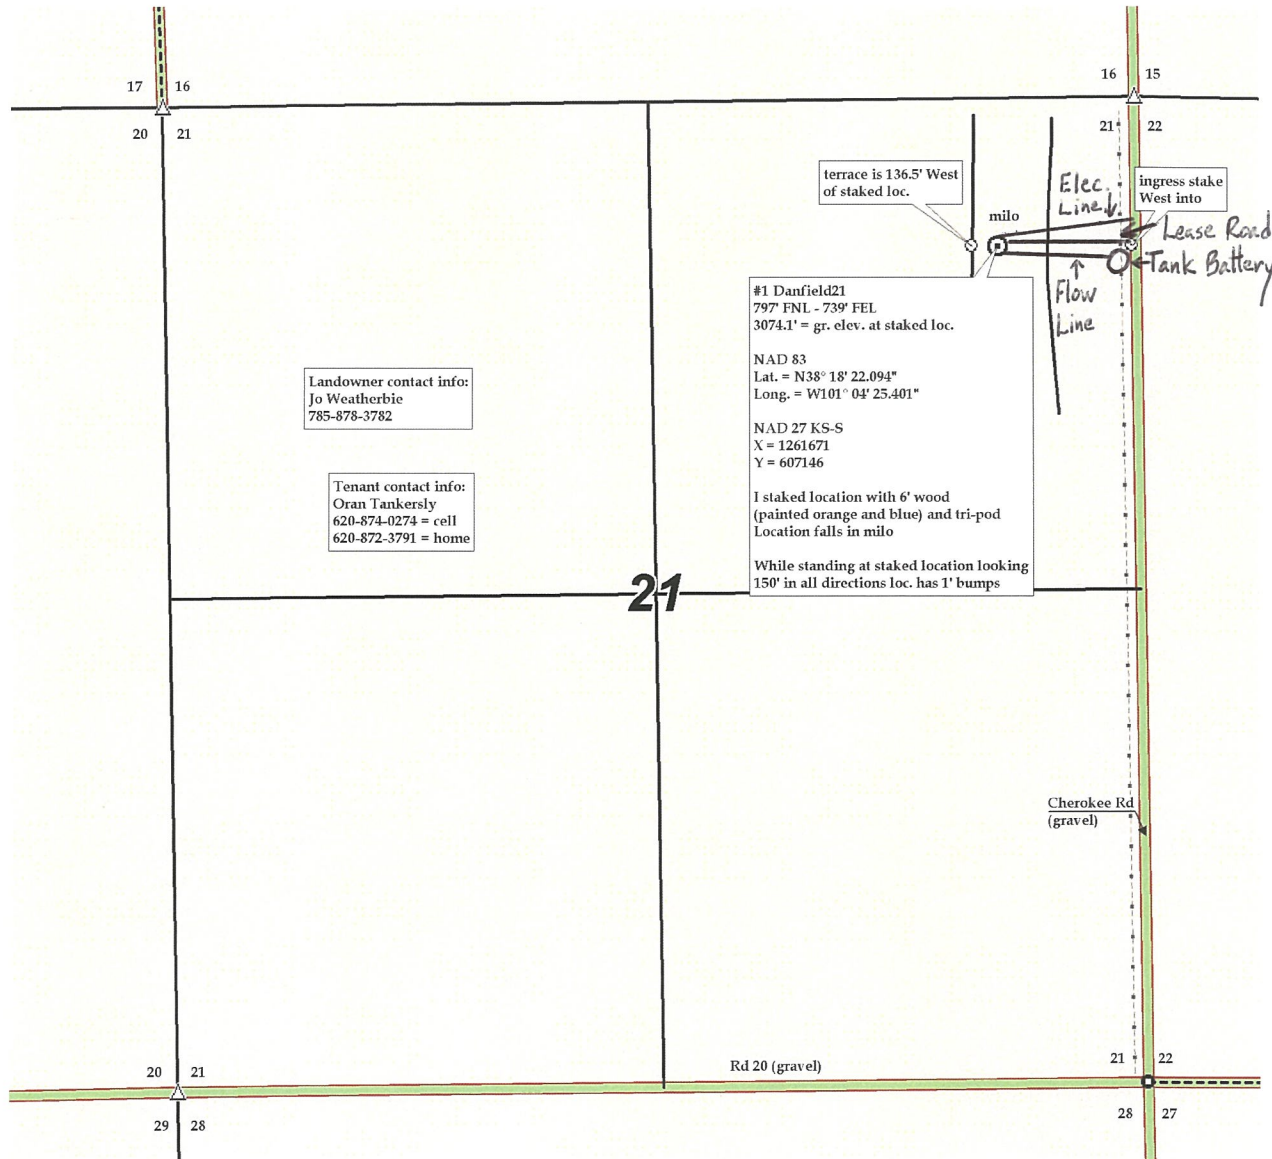 17 16
16 15
20 21
21 22
terrace is 136.5' West
of staked loc.
Elec.
Line
ingress stake
West into
milo
Lease Road
Tank Battery
Flow
Line
#1 Danfield21
797' FNL - 739' FEL
3074.1' = gr. elev. at staked loc.
NAD 83
Lat. = N38° 18' 22.094"
Long. = W101° 04' 25.401"
NAD 27 KS-S
X = 1261671
Y = 607146
I staked location with 6' wood
(painted orange and blue) and tri-pod
Location falls in milo
While standing at staked location looking
150' in all directions loc. has 1' bumps
Landowner contact info:
Jo Weatherbie
785-878-3782
Tenant contact info:
Oran Tankersly
620-874-0274 = cell
620-872-3791 = home
21
Cherokee Rd
(gravel)
Rd 20 (gravel)
20 21
21 22
29 28
28 27